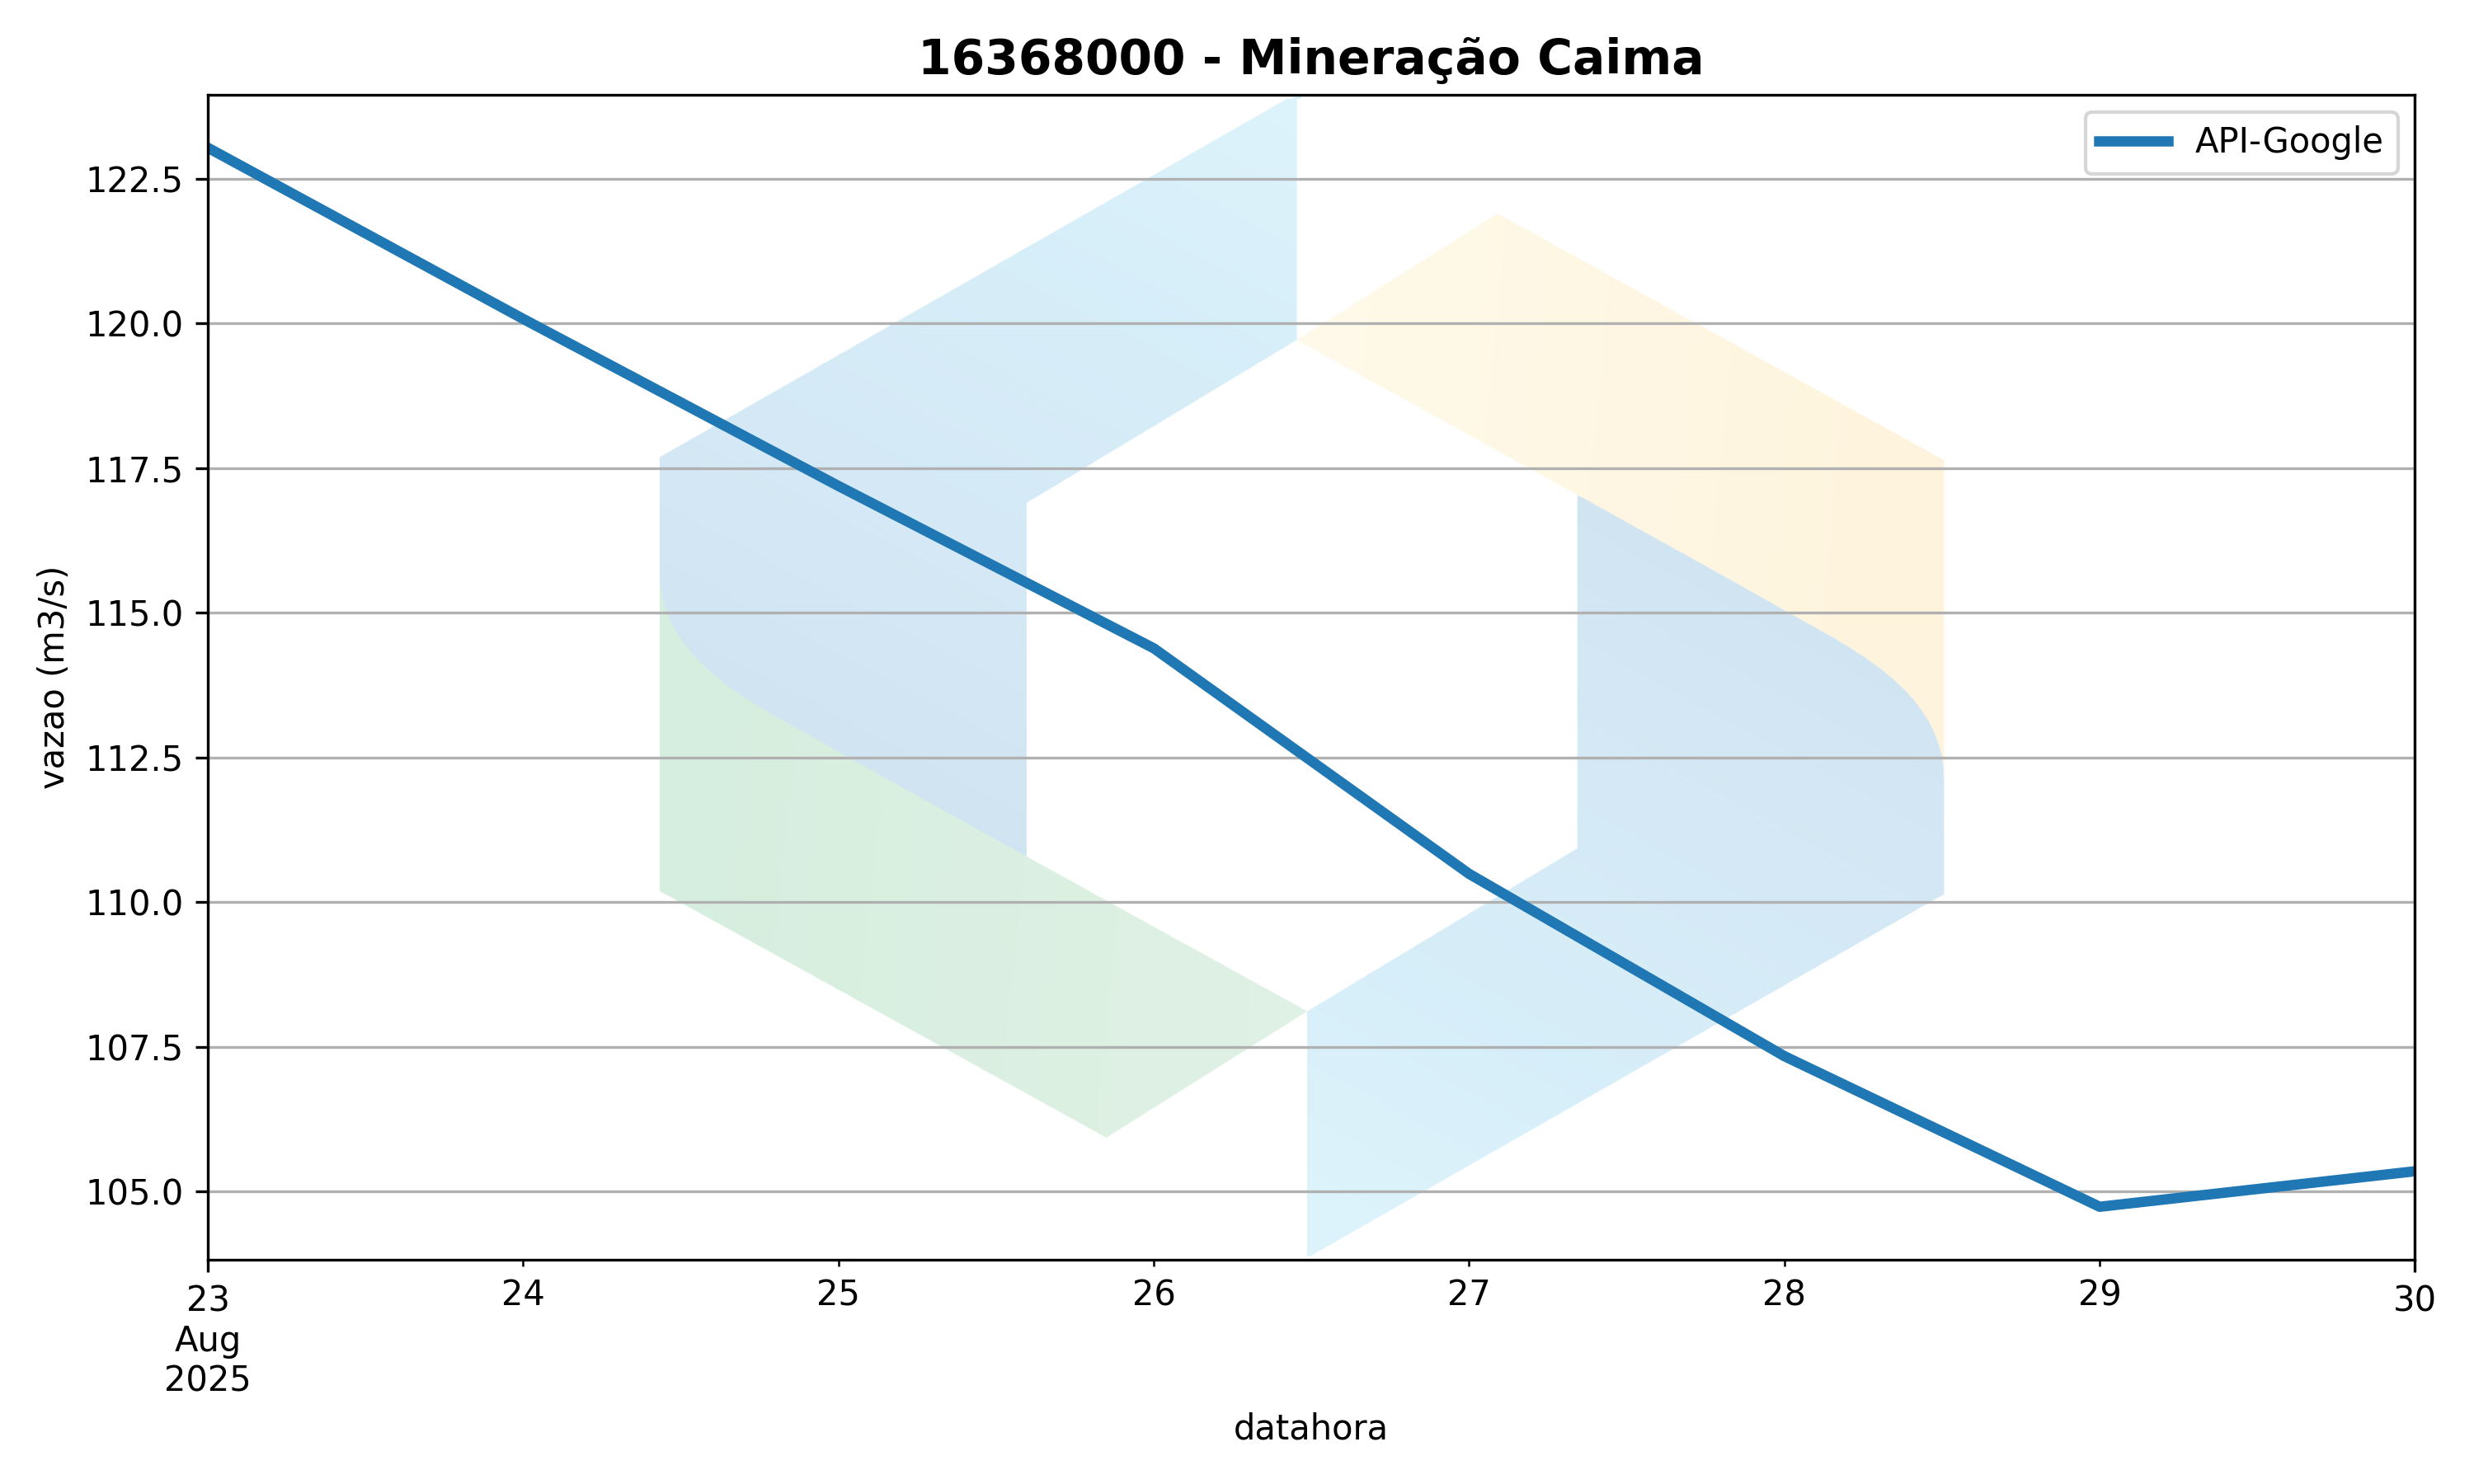 16368000 - Mineração Caima
API-Google
122.5
120.0
117.5
115.0
112.5
110.0
107.5
105.0
vazao (m3/s)
23 24 25 26 27 28 29 30
Aug
2025
datahora